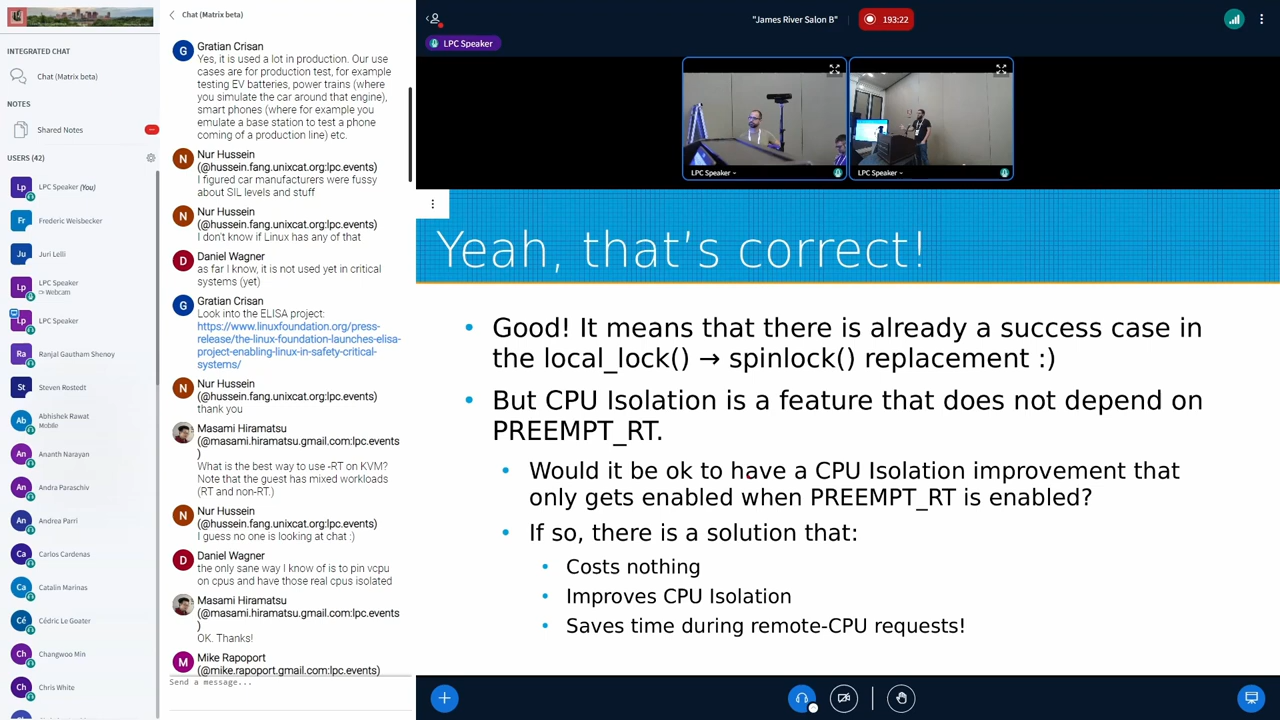 INTEGRATED CHAT
Chat (Matrix beta)
NOTES
Shared Notes
USERS (42)
Lp LPC Speaker (You)
Fr Frederic Weisbecker
Ju Juri Lelli
Lp LPC Speaker
Webcam
Lp LPC Speaker
Ra Ranjal Gautham Shenoy
St Steven Rostedt
Ab Abhishek Rawat
Mobile
An Ananth Narayan
An Andra Paraschiv
An Andrea Parri
Ca Carlos Cardenas
Ca Catalin Marinas
Cé Cédric Le Goater
Ch Changwoo Min
Ch Chris White
Chat (Matrix beta)
G Gratian Crisan
Yes, it is used a lot in production. Our use
cases are for production test, for example
testing EV batteries, power trains (where
you simulate the car around that engine),
smart phones (where for example you
emulate a base station to test a phone
coming of a production line) etc.
N Nur Hussein
(@hussein.fang.unixcat.org:lpc.events)
I figured car manufacturers were fussy
about SIL levels and stuff
N Nur Hussein
(@hussein.fang.unixcat.org:lpc.events)
I don't know if Linux has any of that
D Daniel Wagner
as far I know, it is not used yet in critical
systems (yet)
G Gratian Crisan
Look into the ELISA project:
https://www.linuxfoundation.org/press-
release/the-linux-foundation-launches-elisa-
project-enabling-linux-in-safety-critical-
systems/
N Nur Hussein
(@hussein.fang.unixcat.org:lpc.events)
thank you
Masami Hiramatsu
(@masami.hiramatsu.gmail.com:lpc.events
)
What is the best way to use -RT on KVM?
Note that the guest has mixed workloads
(RT and non-RT.)
N Nur Hussein
(@hussein.fang.unixcat.org:lpc.events)
I guess no one is looking at chat :)
D Daniel Wagner
the only sane way I know of is to pin vcpu
on cpus and have those real cpus isolated
Masami Hiramatsu
(@masami.hiramatsu.gmail.com:lpc.events
)
OK. Thanks!
M Mike Rapoport
(@mike.rapoport.gmail.com:lpc.events)
Send a message...
"James River Salon B"
193:22
LPC Speaker
LPC Speaker
LPC Speaker
Yeah, that's correct!
• Good! It means that there is already a success case in
the local_lock() → spinlock() replacement :)
• But CPU Isolation is a feature that does not depend on
PREEMPT_RT.
• Would it be ok to have a CPU Isolation improvement that
only gets enabled when PREEMPT_RT is enabled?
• If so, there is a solution that:
• Costs nothing
• Improves CPU Isolation
• Saves time during remote-CPU requests!